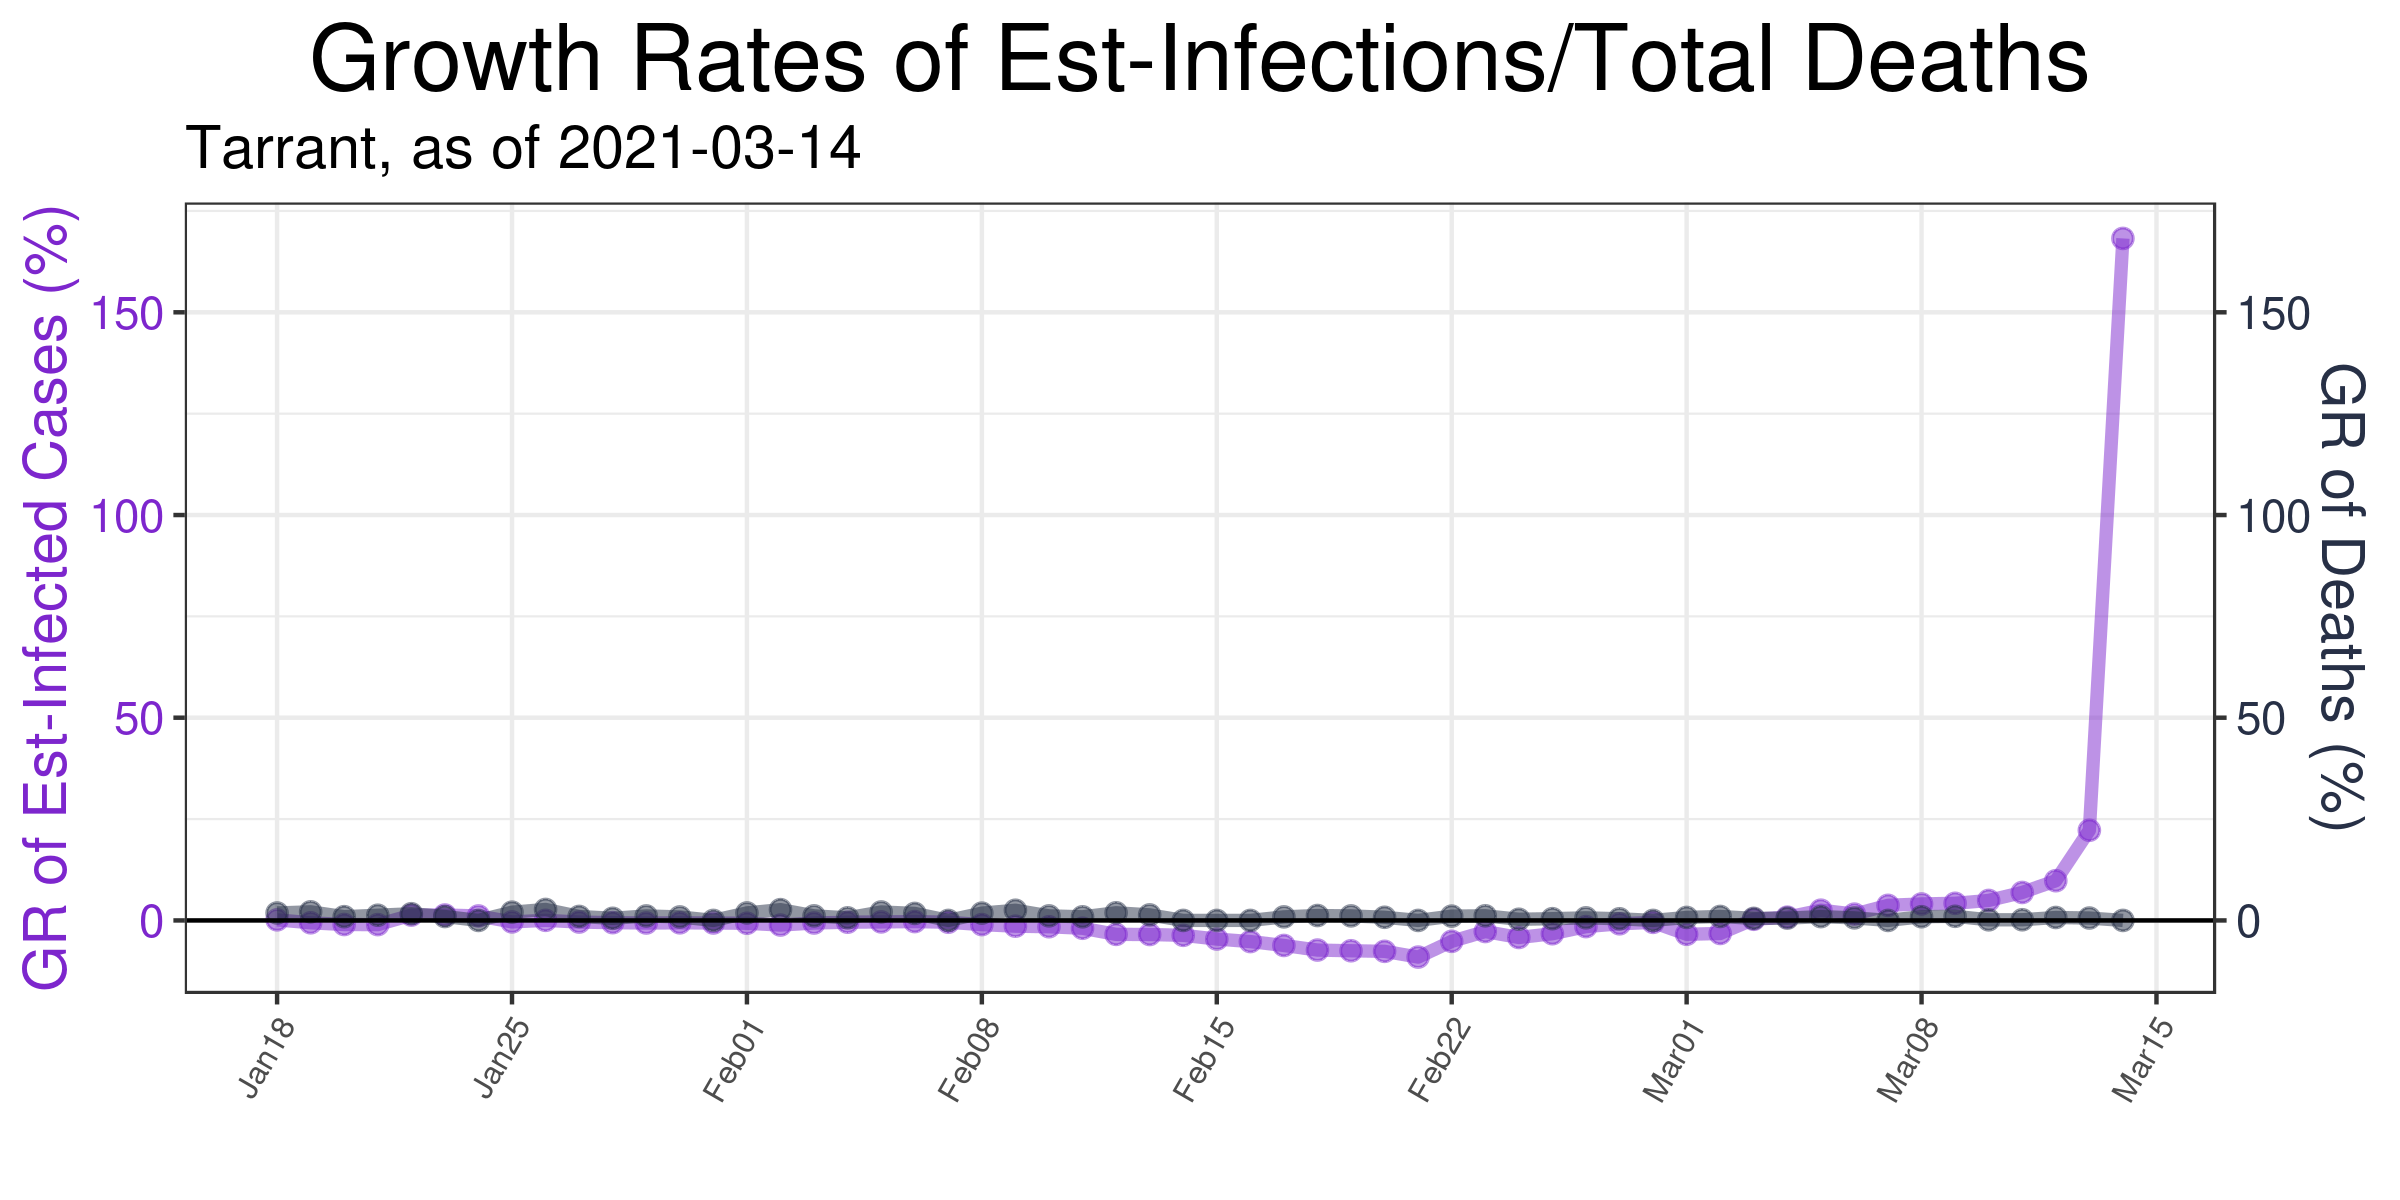 Growth Rates of Est-Infections/Total Deaths
Tarrant, as of 2021-03-14
GR of Est-Infected Cases (%)
150
100
50
0
150
100
50
0
GR of Deaths (%)
Jan18
Jan25
Feb01
Feb08
Feb15
Feb22
Mar01
Mar08
Mar15